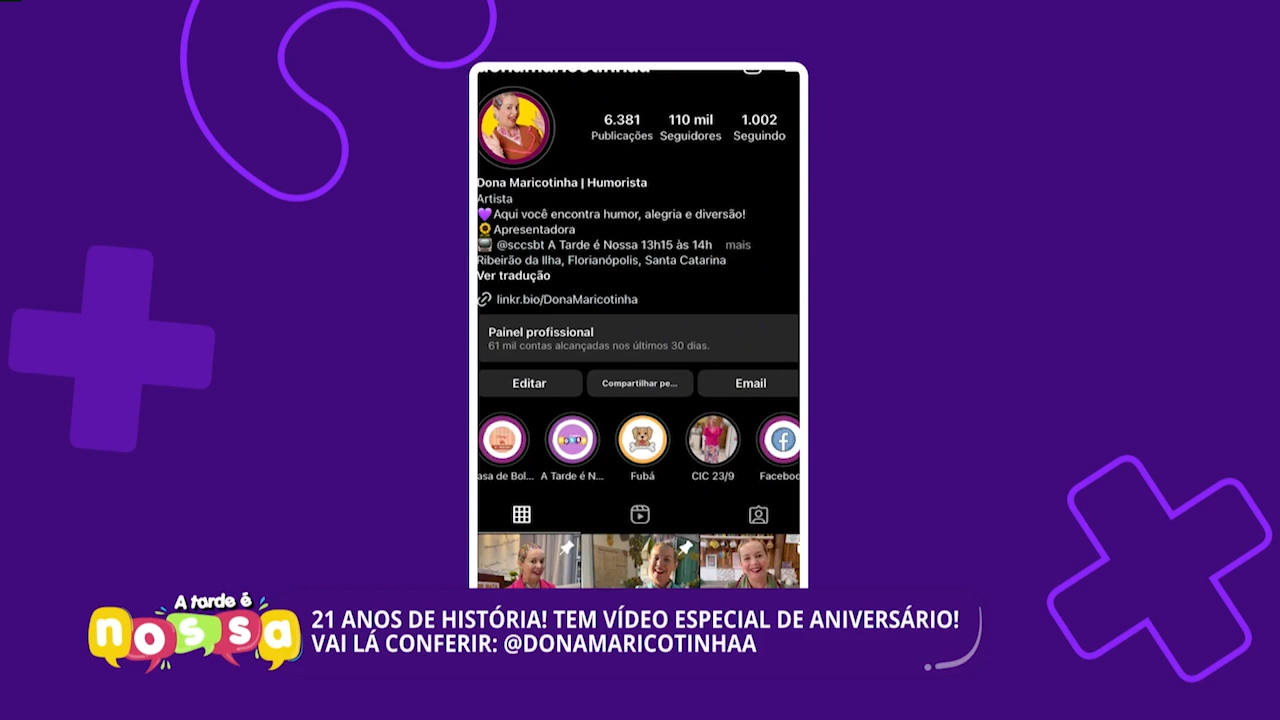 donamaricotinhaa
6.381 110 mil 1.002
Publicações Seguidores Seguindo
Dona Maricotinha | Humorista
Artista
💜Aqui você encontra humor, alegria e diversão!
🌻Apresentadora
📺 @sccsbt A Tarde é Nossa 13h15 às 14h mais
Ribeirão da Ilha, Florianópolis, Santa Catarina
Ver tradução
linkr.bio/DonaMaricotinha
Painel profissional
61 mil contas alcançadas nos últimos 30 dias.
Editar Compartilhar pe... Email
asa de Bol... A Tarde é N... Fubá CIC 23/9 Faceboo
A tarde é
nossa
21 ANOS DE HISTÓRIA! TEM VÍDEO ESPECIAL DE ANIVERSÁRIO!
VAI LÁ CONFERIR: @DONAMARICOTINHAA